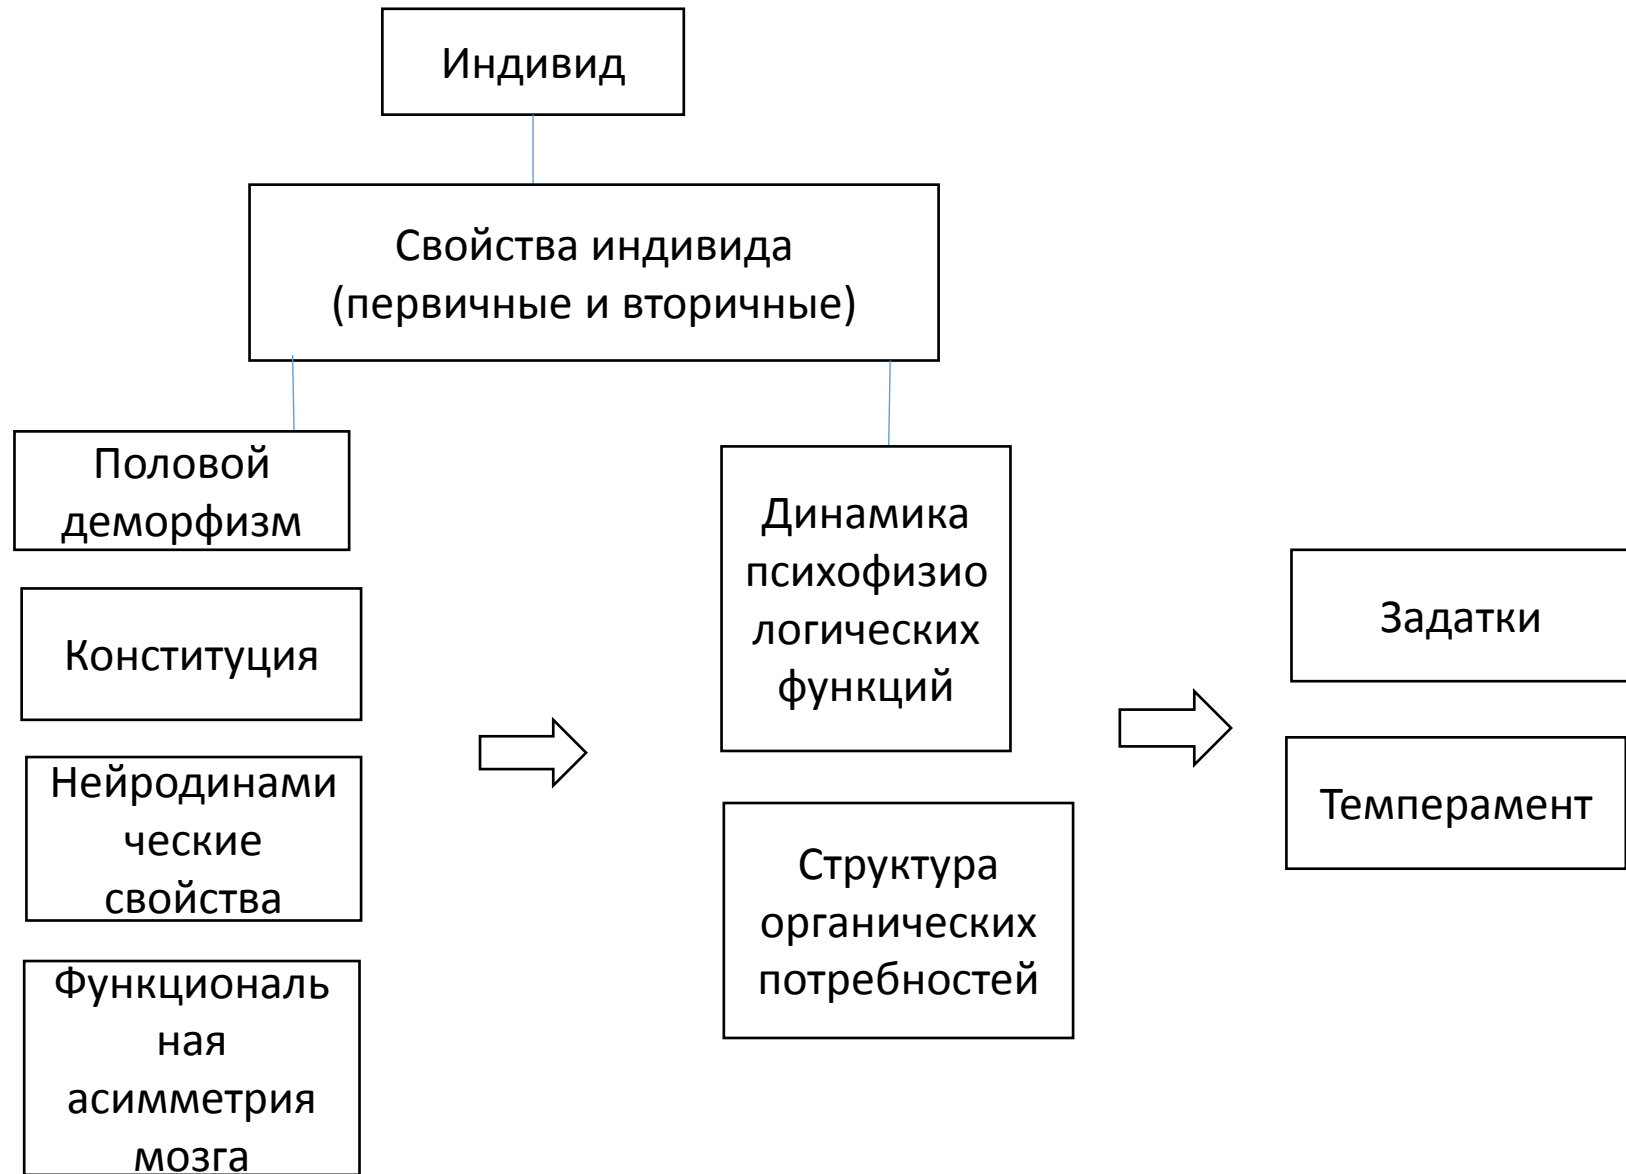 Индивид
Свойства индивида
(первичные и вторичные)
Половой
деморфизм
Конституция
Нейродинами
ческие
свойства
Функциональ
ная
асимметрия
мозга
Динамика
психофизио
логических
функций
Структура
органических
потребностей
Задатки
Темперамент